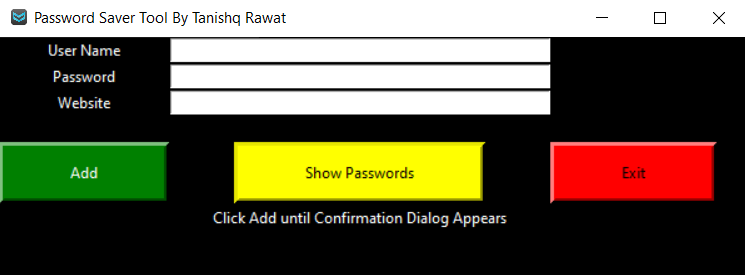 Password Saver Tool By Tanishq Rawat
User Name
Password
Website
Add Show Passwords Exit
Click Add until Confirmation Dialog Appears